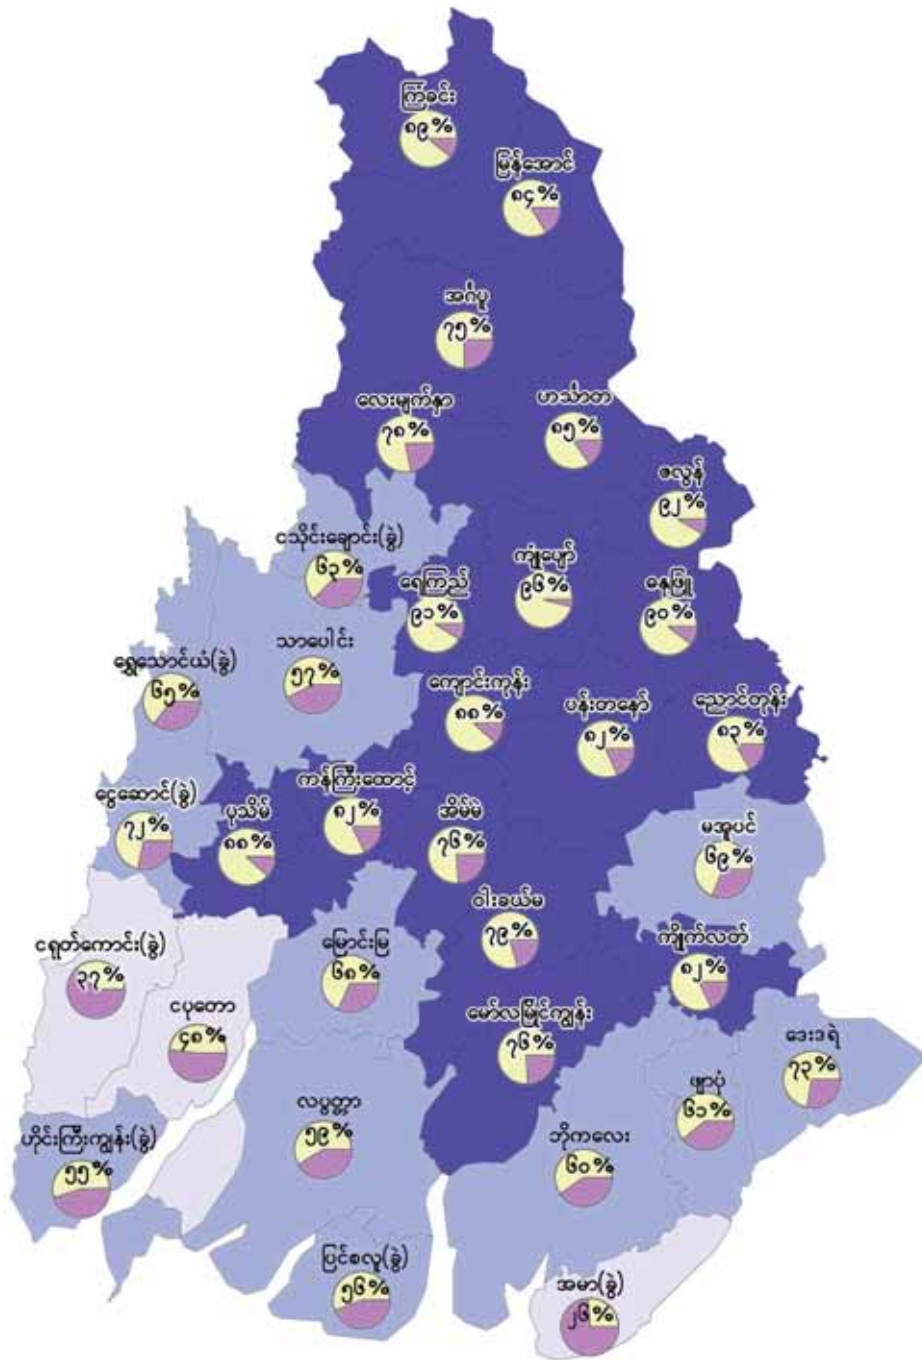 ကြံခင်း
၈၉%
မြန်အောင်
၈၄%
အင်္ဂပူ
၇၅%
လေးမျက်နှာ
၇၈%
ဟင်္သာတ
၈၅%
ဇလွန်
၉၂%
ငသိုင်းချောင်း(ခွဲ)
၆၃%
ရေကြည်
၉၁%
ကျုံပျော်
၉၆%
ဓနုဖြူ
၉၀%
ရွှေသောင်ယံ(ခွဲ)
၆၅%
သာပေါင်း
၅၇%
ကျောင်းကုန်း
၈၈%
ပန်းတနော်
၈၂%
ညောင်တုန်း
၈၃%
ငွေဆောင်(ခွဲ)
၇၂%
ပုသိမ်
၈၈%
ကန်ကြီးထောင့်
၈၂%
အိမ်မဲ
၇၆%
မအူပင်
၆၉%
ငရုတ်ကောင်း(ခွဲ)
၃၇%
ငပုတော
၄၈%
မြောင်းမြ
၆၈%
ဝါးခယ်မ
၇၉%
ကျိုက်လတ်
၈၂%
မော်လမြိုင်ကျွန်း
၇၆%
ဒေးဒရဲ
၇၃%
ဖျာပုံ
၆၁%
ဟိုင်းကြီးကျွန်း(ခွဲ)
၅၅%
လပွတ္တာ
၅၉%
ဘိုကလေး
၆၀%
ပြင်စလူ(ခွဲ)
၅၆%
အမာ(ခွဲ)
၂၆%